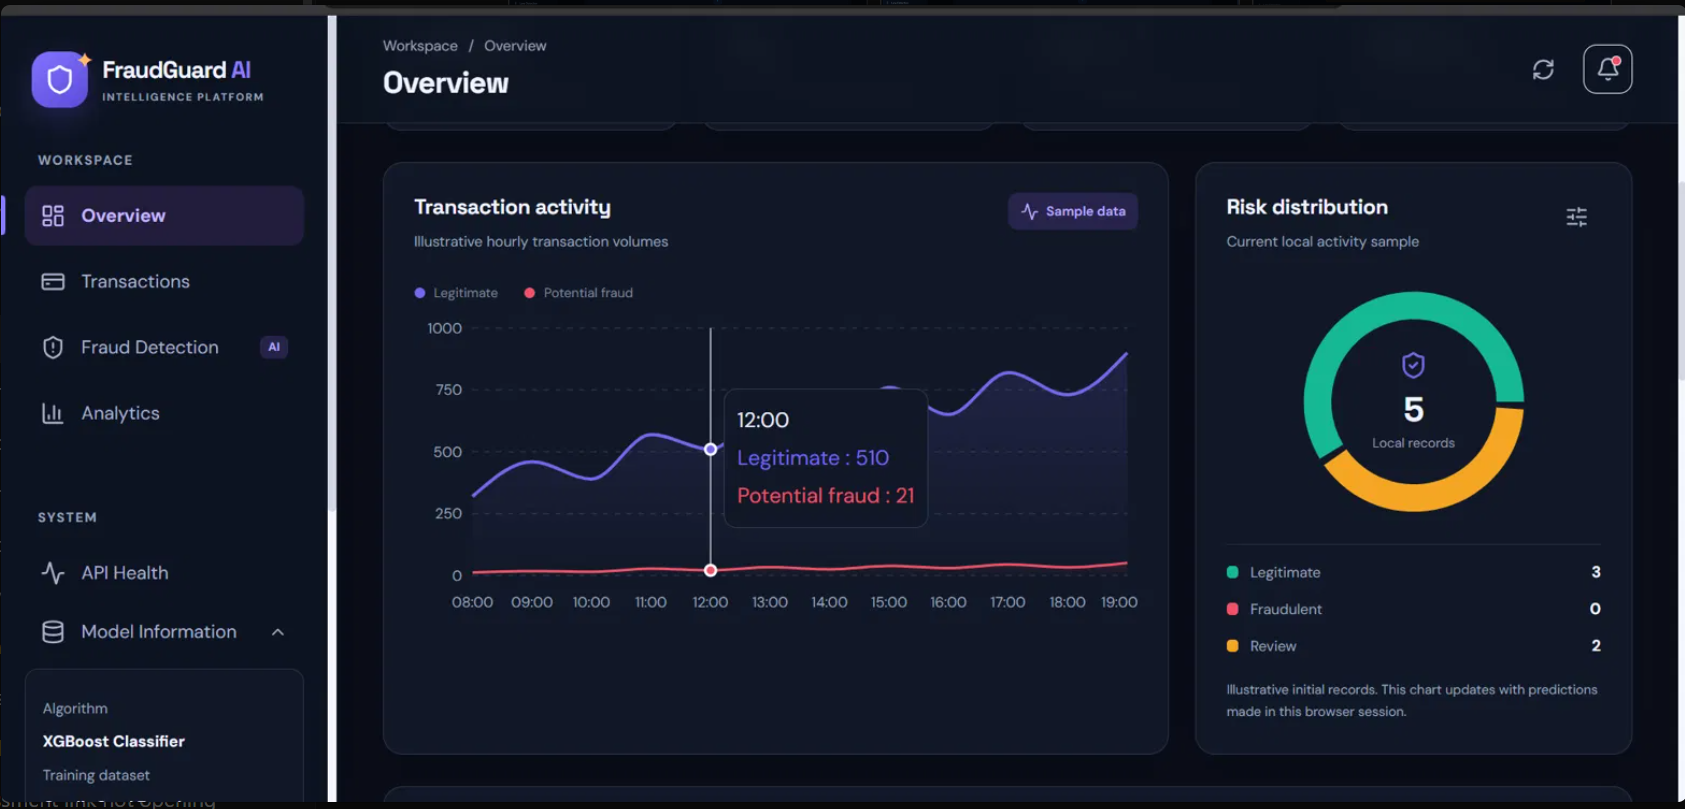 FraudGuard AI
INTELLIGENCE PLATFORM
WORKSPACE
Overview
Transactions
Fraud Detection AI
Analytics
SYSTEM
API Health
Model Information
Algorithm
XGBoost Classifier
Training dataset
Workspace / Overview
Overview
Transaction activity
Illustrative hourly transaction volumes
Sample data
Legitimate Potential fraud
1000
750
500
250
0
08:00 09:00 10:00 11:00 12:00 13:00 14:00 15:00 16:00 17:00 18:00 19:00
12:00
Legitimate : 510
Potential fraud : 21
Risk distribution
Current local activity sample
5
Local records
Legitimate 3
Fraudulent 0
Review 2
Illustrative initial records. This chart updates with predictions
made in this browser session.